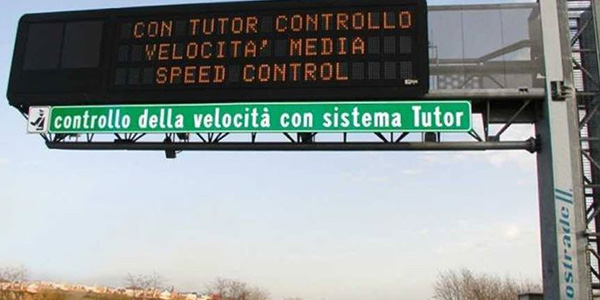 CON TUTOR CONTROLLO
VELOCITA' MEDIA
SPEED CONTROL
controllo della velocità con sistema Tutor